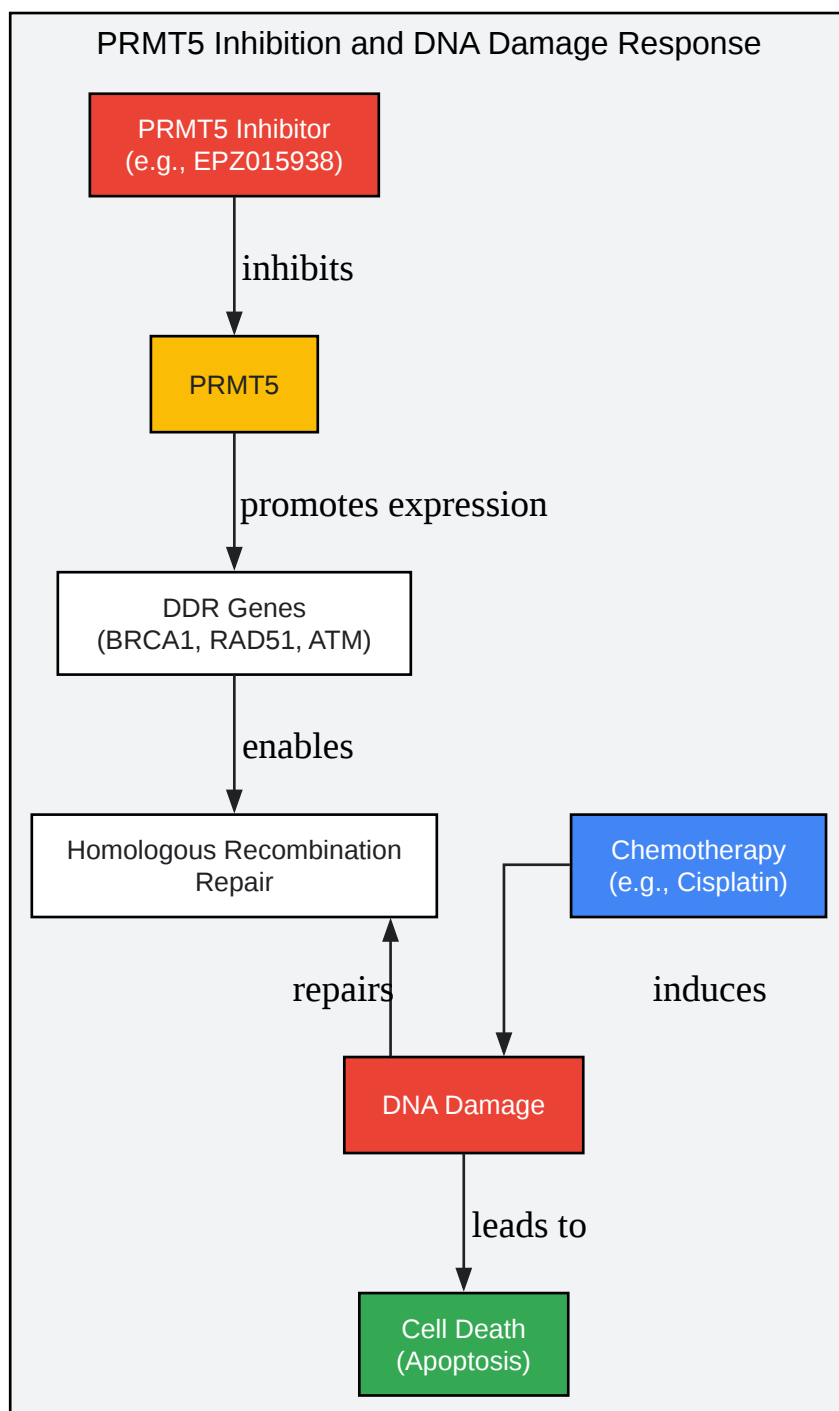 PRMT5 Inhibition and DNA Damage Response
PRMT5 Inhibitor
(e.g., EPZ015938)
inhibits
PRMT5
promotes expression
DDR Genes
(BRCA1, RAD51, ATM)
enables
Homologous Recombination
Repair
Chemotherapy
(e.g., Cisplatin)
repairs
induces
DNA Damage
leads to
Cell Death
(Apoptosis)